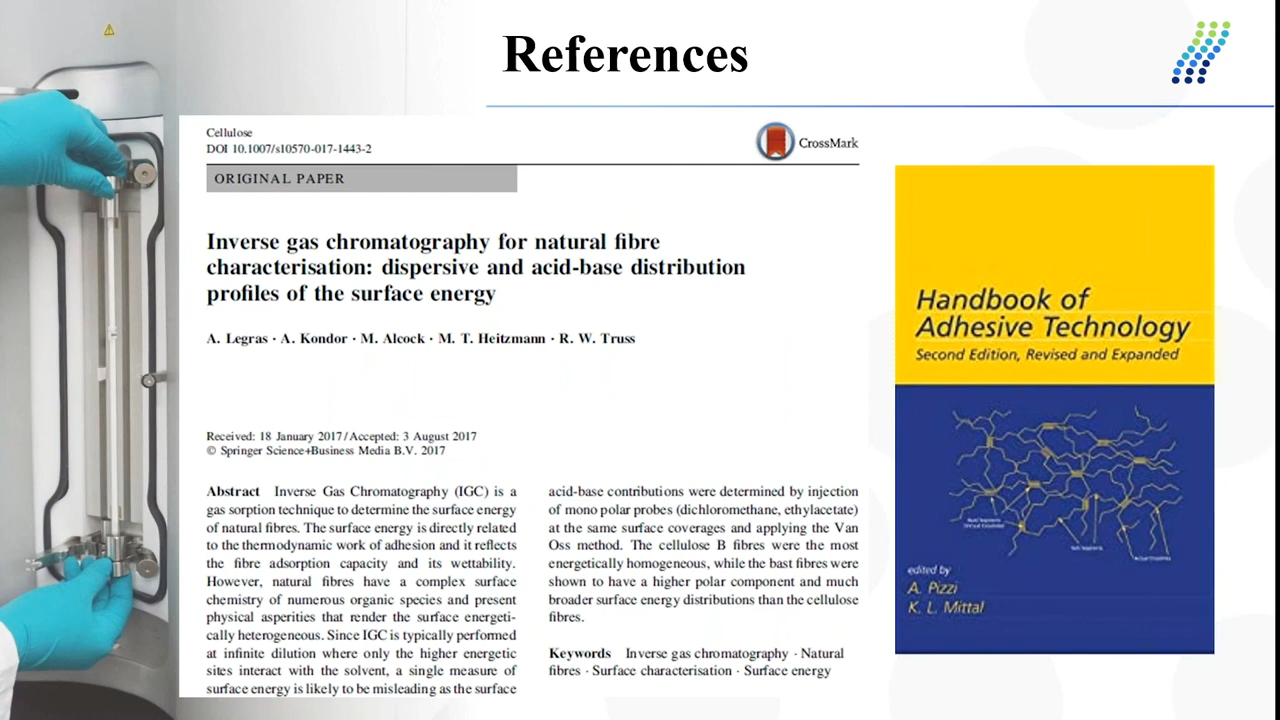 References
Cellulose
DOI 10.1007/s10570-017-1443-2
CrossMark
ORIGINAL PAPER
Inverse gas chromatography for natural fibre
characterisation: dispersive and acid-base distribution
profiles of the surface energy
A. Legras · A. Kondor · M. Alcock · M. T. Heitzmann · R. W. Truss
Received: 18 January 2017 / Accepted: 3 August 2017
© Springer Science+Business Media B.V. 2017
Abstract Inverse Gas Chromatography (IGC) is a
gas sorption technique to determine the surface energy
of natural fibres. The surface energy is directly related
to the thermodynamic work of adhesion and it reflects
the fibre adsorption capacity and its wettability.
However, natural fibres have a complex surface
chemistry of numerous organic species and present
physical asperities that render the surface energeti-
cally heterogeneous. Since IGC is typically performed
at infinite dilution where only the higher energetic
sites interact with the solvent, a single measure of
surface energy is likely to be misleading as the surface
acid-base contributions were determined by injection
of mono polar probes (dichloromethane, ethylacetate)
at the same surface coverages and applying the Van
Oss method. The cellulose B fibres were the most
energetically homogeneous, while the bast fibres were
shown to have a higher polar component and much
broader surface energy distributions than the cellulose
fibres.
Keywords Inverse gas chromatography · Natural
fibres · Surface characterisation · Surface energy
Handbook of
Adhesive Technology
Second Edition, Revised and Expanded
edited by
A. Pizzi
K. L. Mittal